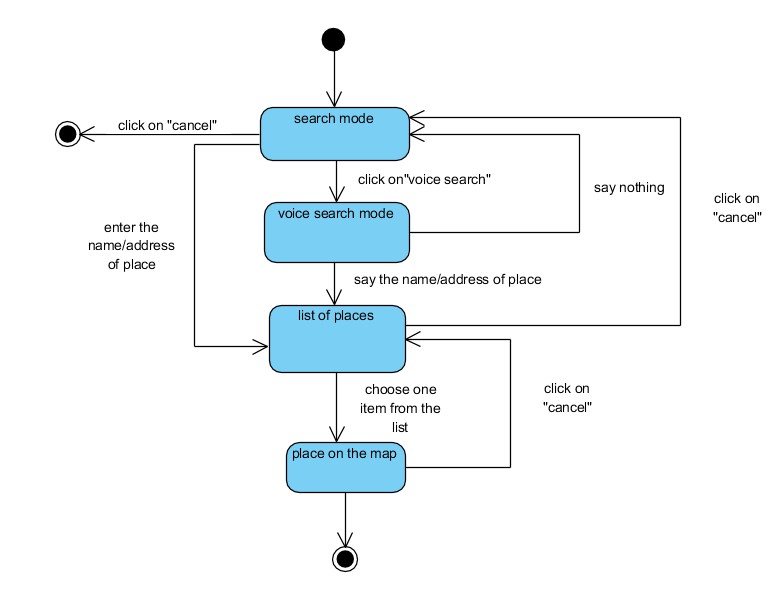 search mode
click on "cancel"
click on"voice search"
say nothing
click on
"cancel"
voice search mode
enter the
name/address
of place
say the name/address of place
list of places
choose one
item from the
list
click on
"cancel"
place on the map